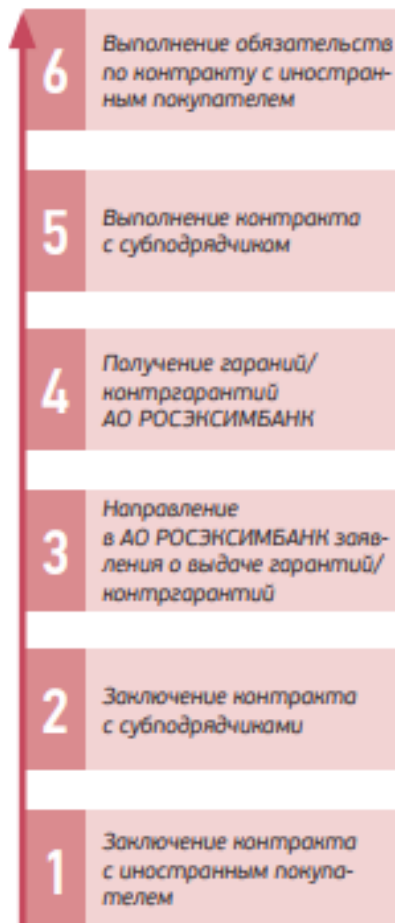 6
Выполнение обязательств
по контракту с иностран-
ным покупателем
5
Выполнение контракта
с субподрядчиком
4
Получение гараний/
контргарантий
АО РОСЭКСИМБАНК
3
Направление
в АО РОСЭКСИМБАНК заяв-
ления о выдаче гарантий/
контргарантий
2
Заключение контракта
с субподрядчиками
1
Заключение контракта
с иностранным покупа-
телем